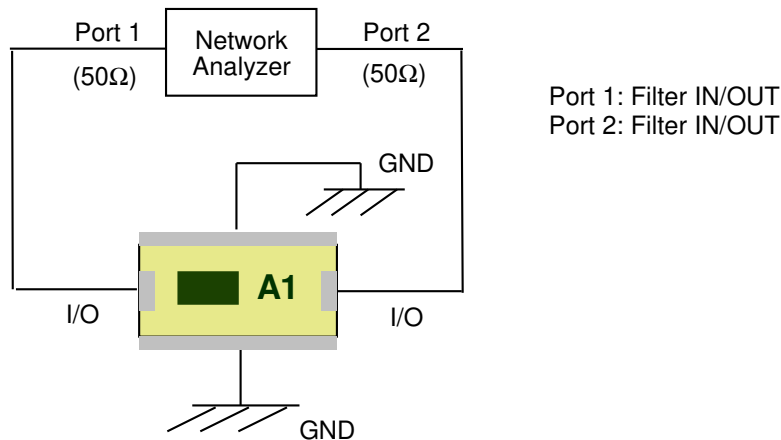 Port 1
Network
Analyzer
Port 2
(50Ω)
(50Ω)
Port 1: Filter IN/OUT
Port 2: Filter IN/OUT
GND
A1
I/O
I/O
GND